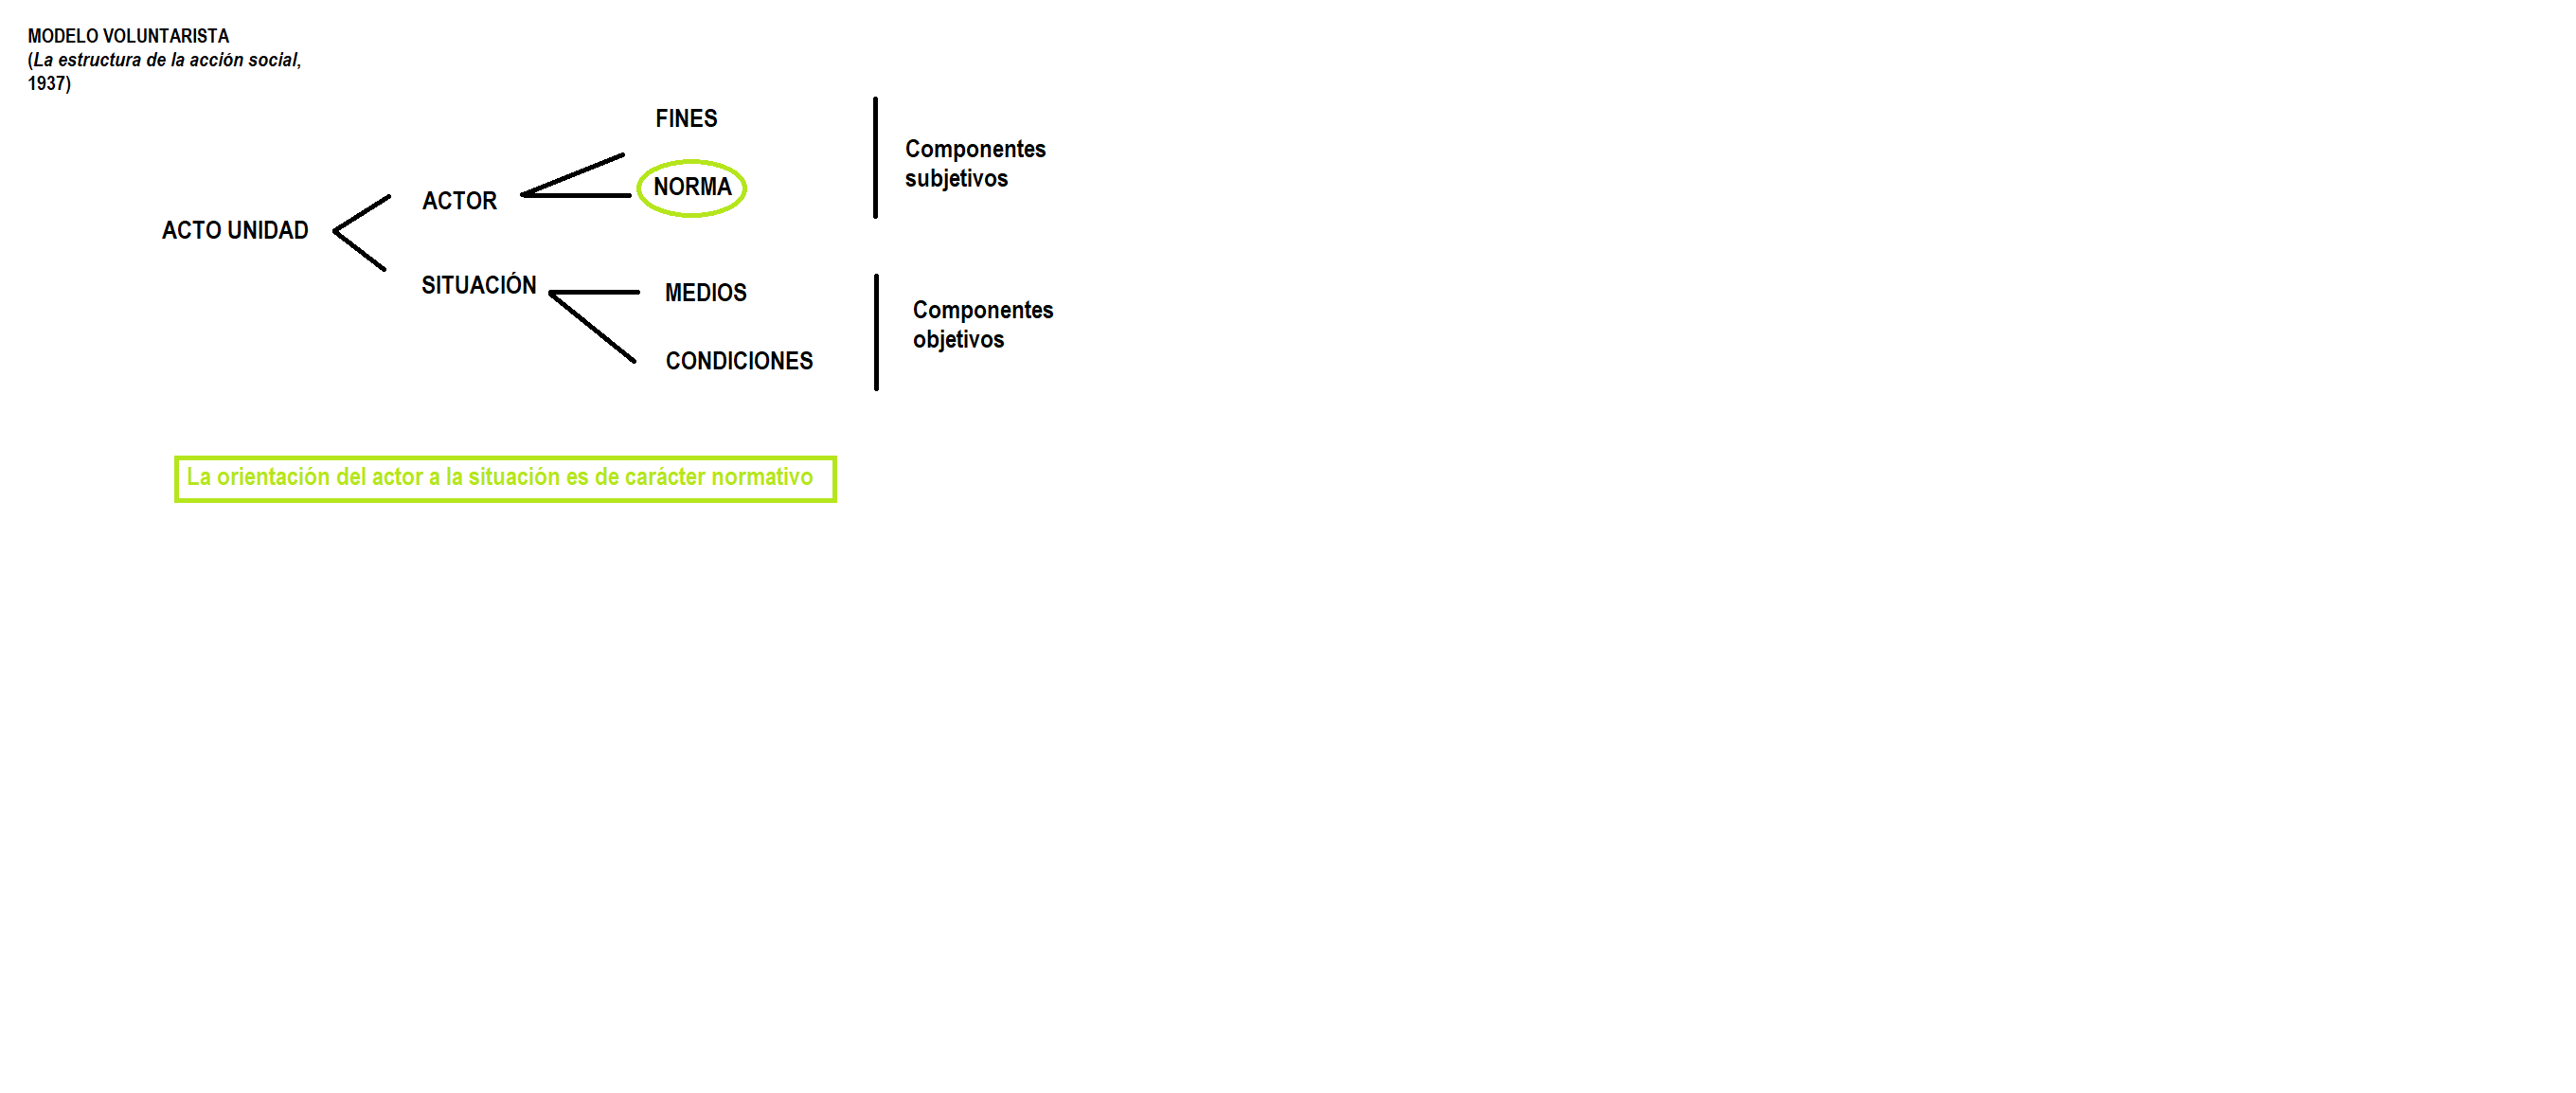 MODELO VOLUNTARISTA
(La estructura de la acción social,
1937)
FINES
NORMA
Componentes
subjetivos
ACTOR
ACTO UNIDAD
SITUACIÓN
MEDIOS
CONDICIONES
Componentes
objetivos
La orientación del actor a la situación es de carácter normativo